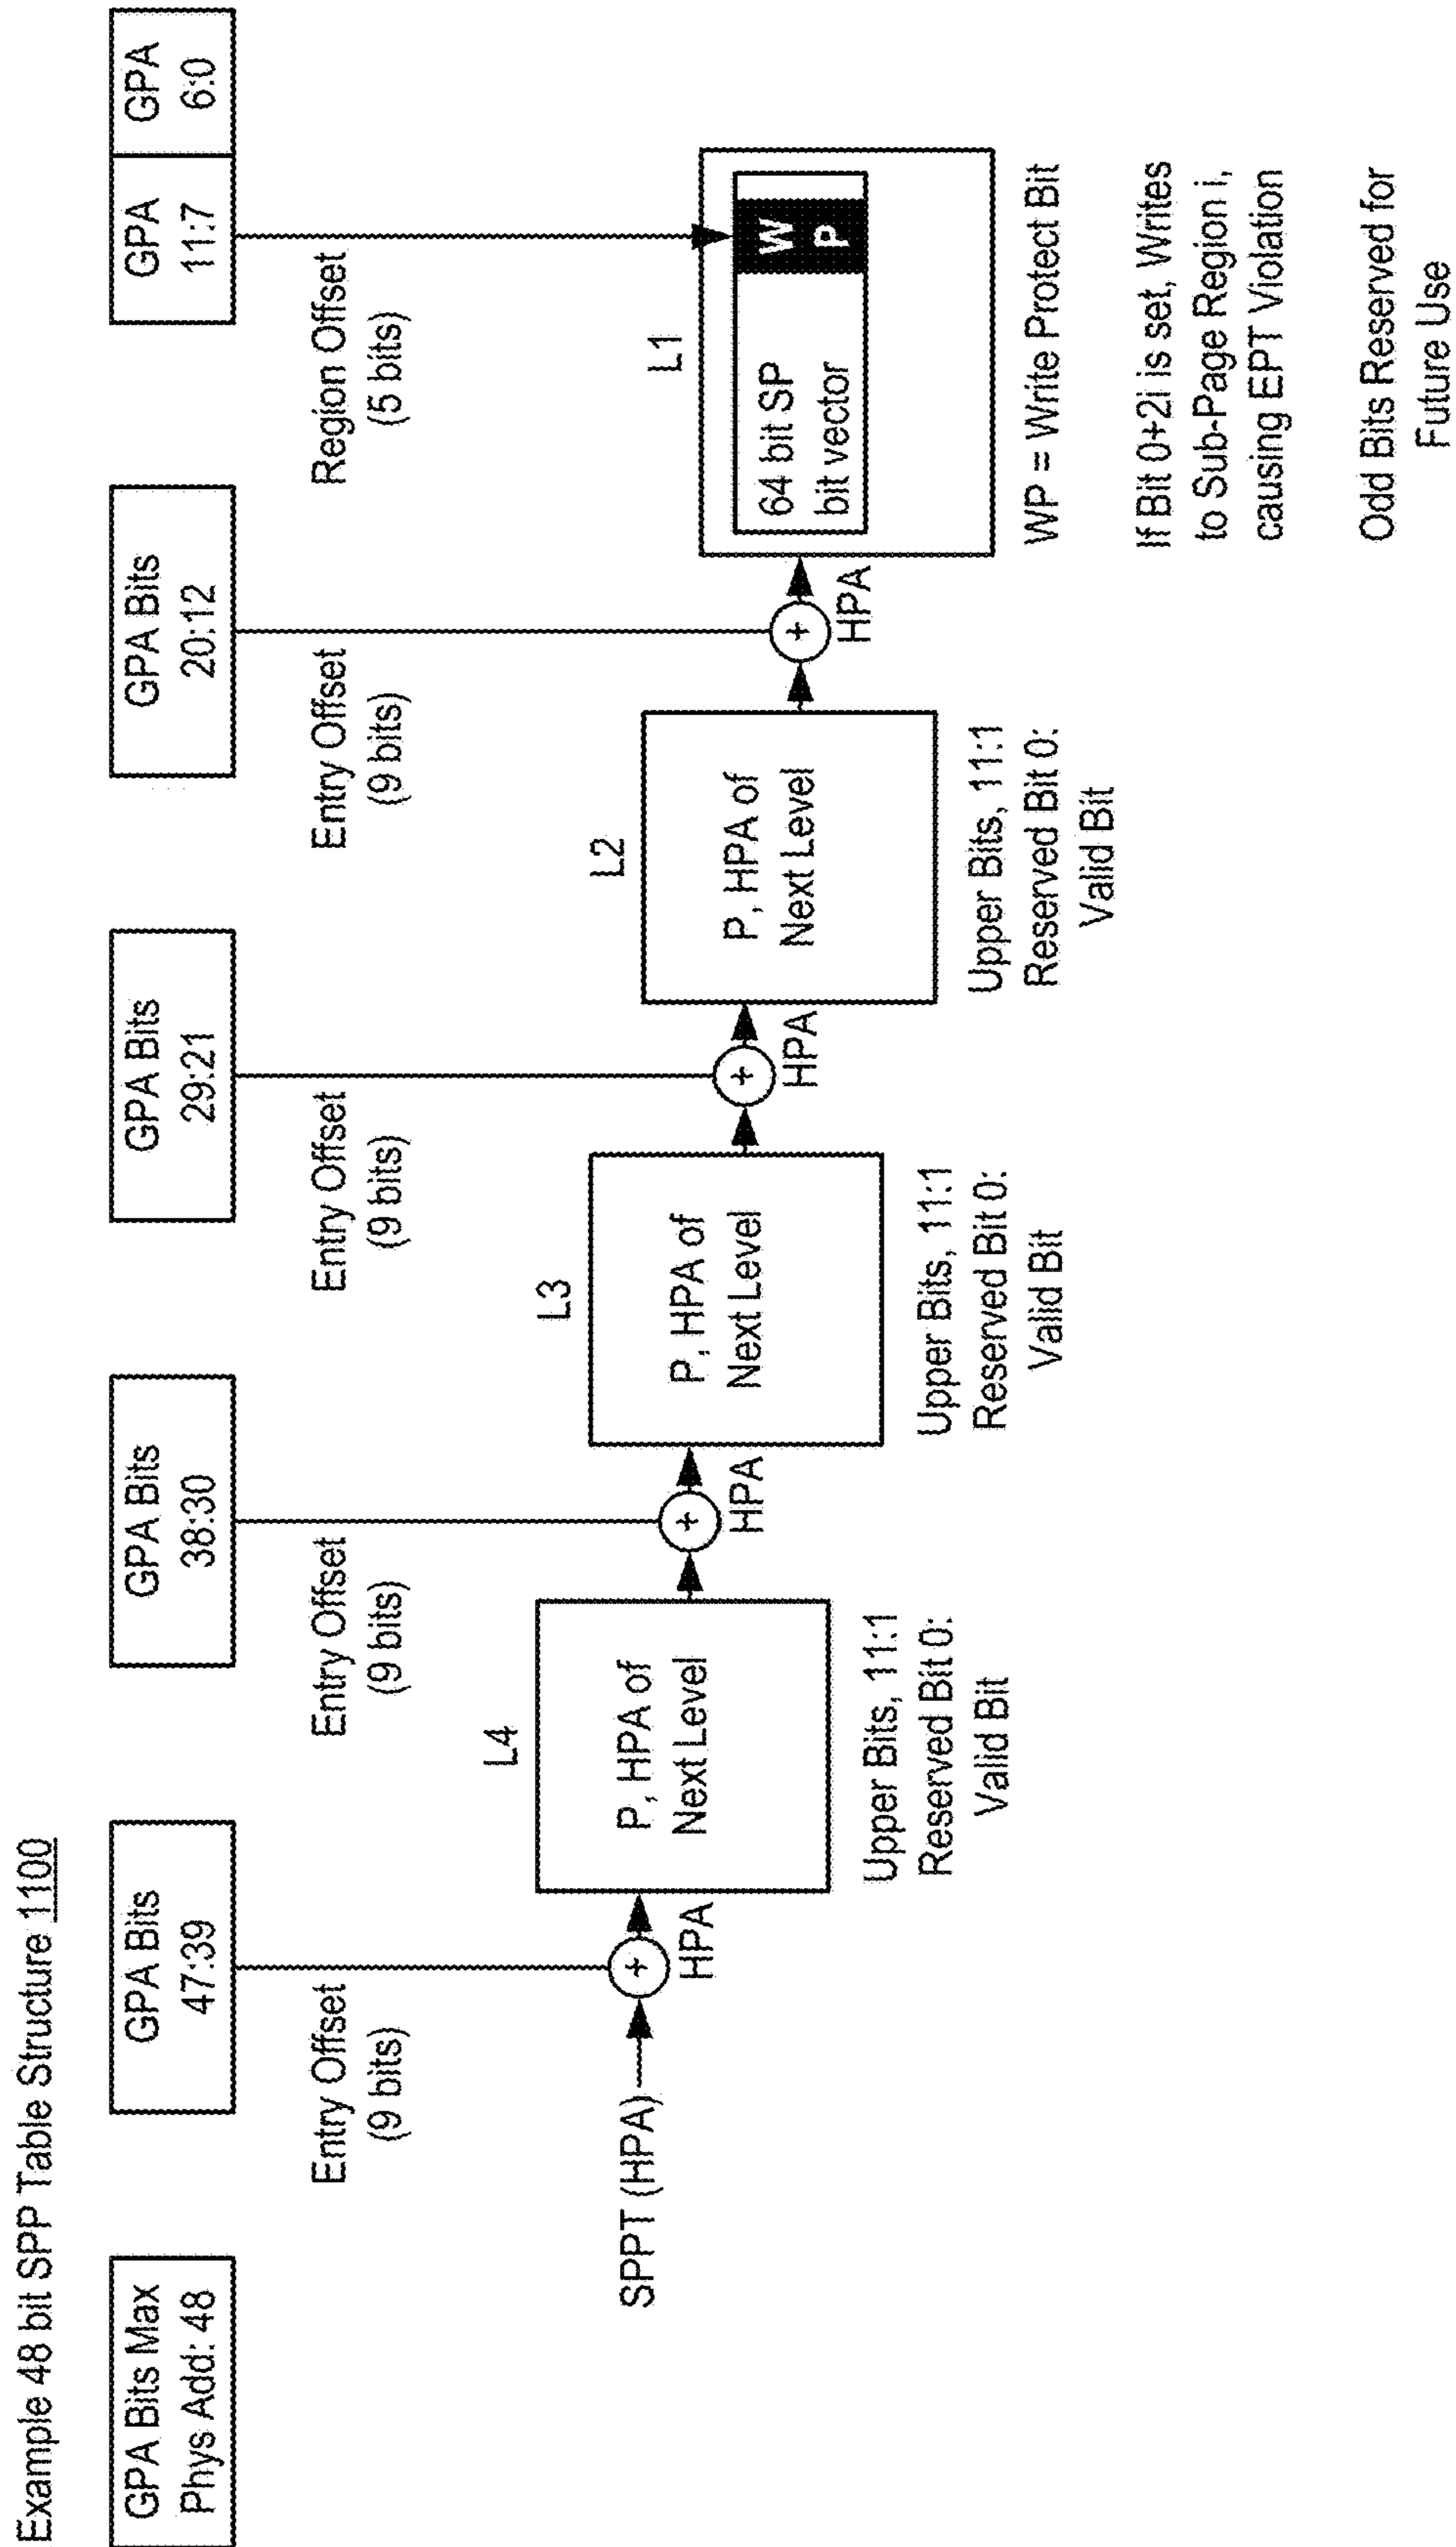 Example 48 bit SPP Table Structure 1100
GPA Bits Max
Phys Add: 48
GPA Bits
47:39
GPA Bits
38:30
GPA Bits
29:21
GPA Bits
20:12
GPA
11:7
GPA
6:0
Entry Offset
(9 bits)
Entry Offset
(9 bits)
Entry Offset
(9 bits)
Entry Offset
(9 bits)
Region Offset
(5 bits)
SPPT (HPA)
+
HPA
L4
P, HPA of
Next Level
Upper Bits, 11:1
Reserved Bit 0:
Valid Bit
+
HPA
L3
P, HPA of
Next Level
Upper Bits, 11:1
Reserved Bit 0:
Valid Bit
+
HPA
L2
P, HPA of
Next Level
Upper Bits, 11:1
Reserved Bit 0:
Valid Bit
+
HPA
L1
64 bit SP
bit vector
W
P
WP = Write Protect Bit
If Bit 0+2i is set, Writes
to Sub-Page Region i,
causing EPT Violation
Odd Bits Reserved for
Future Use